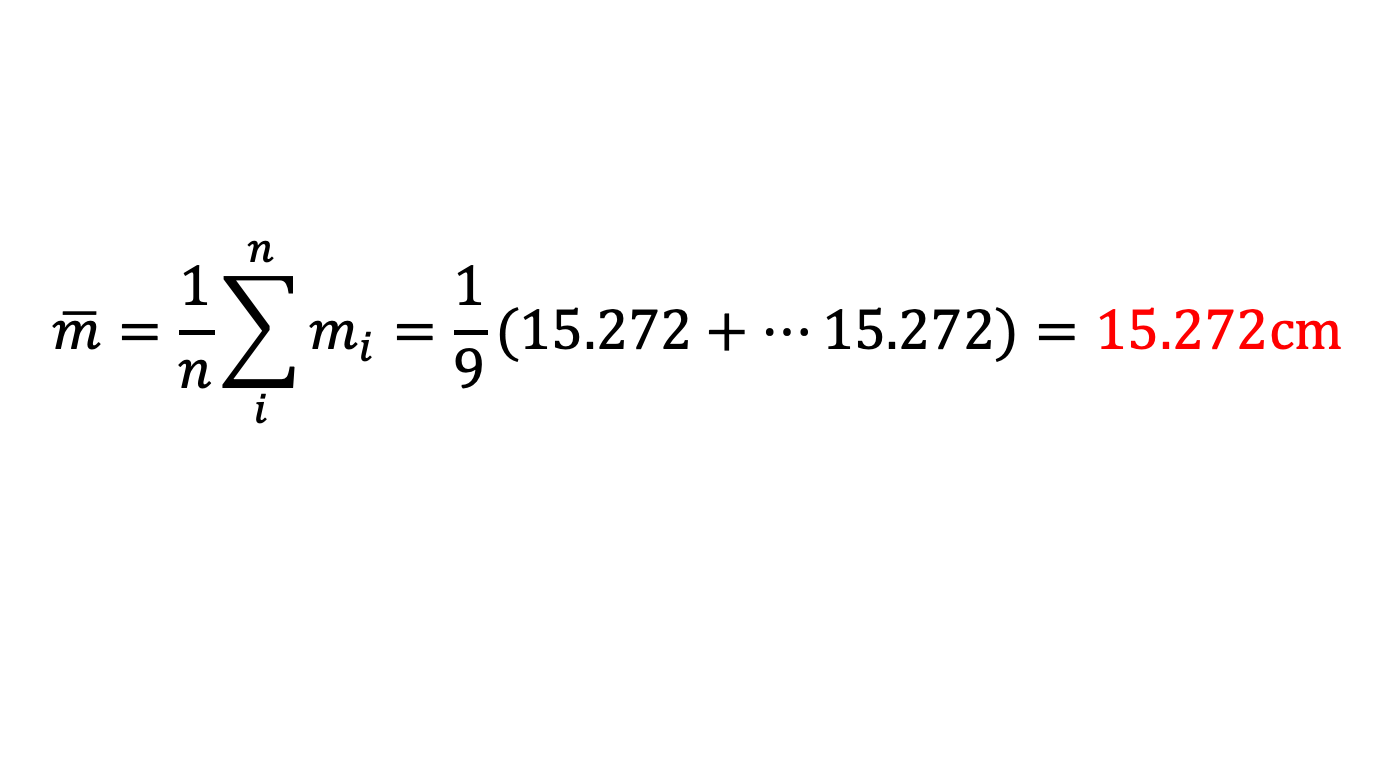 m̅ = 1/n ∑ᵢⁿ mᵢ = 1/9 (15.272 + ⋯ 15.272) = 15.272cm